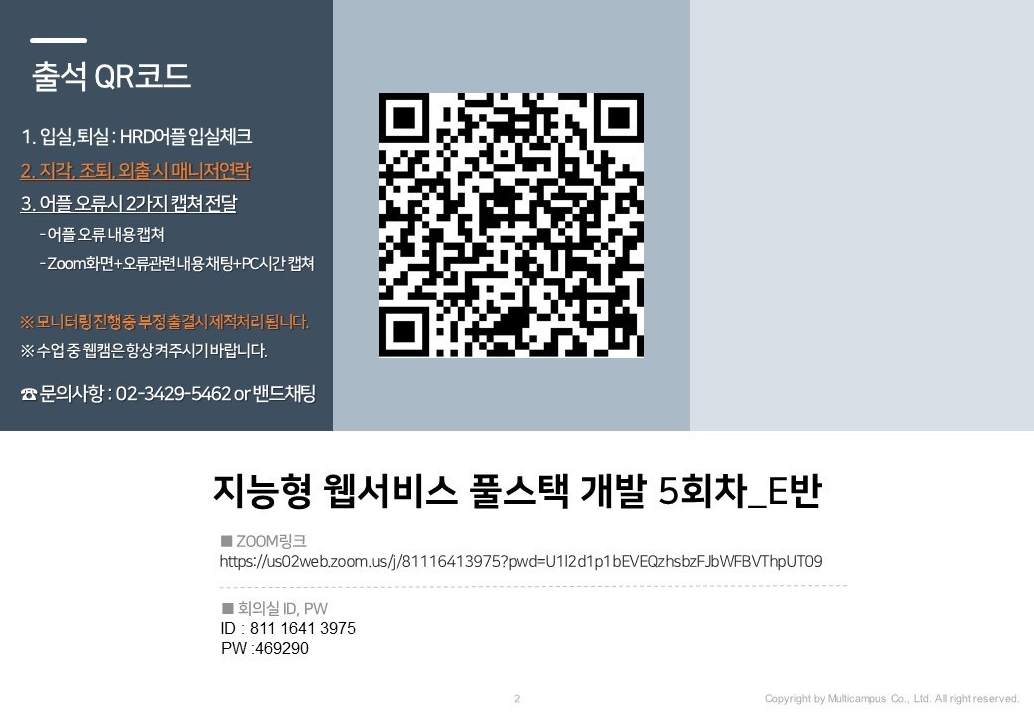 출석 QR코드
1. 입실,퇴실 : HRD어플 입실체크
2. 지각, 조퇴, 외출 시 매니저연락
3. 어플 오류시 2가지 캡쳐 전달
- 어플 오류 내용 캡쳐
- Zoom화면+오류관련 내용 채팅+PC시간 캡쳐
※ 모니터링 진행중 부정 출결시 제적처리 됩니다.
※ 수업 중 웹캠은 항상 켜주시기 바랍니다.
☎ 문의사항 : 02-3429-5462 or 밴드채팅
지능형 웹서비스 풀스택 개발 5회차_E반
■ ZOOM링크
https://us02web.zoom.us/j/81116413975?pwd=U1l2d1p1bEVEQzhsbzFJbWFBVThpUT09
■ 회의실 ID, PW
ID : 811 1641 3975
PW :469290
2
Copyright by Multicampus Co., Ltd. All right reserved.